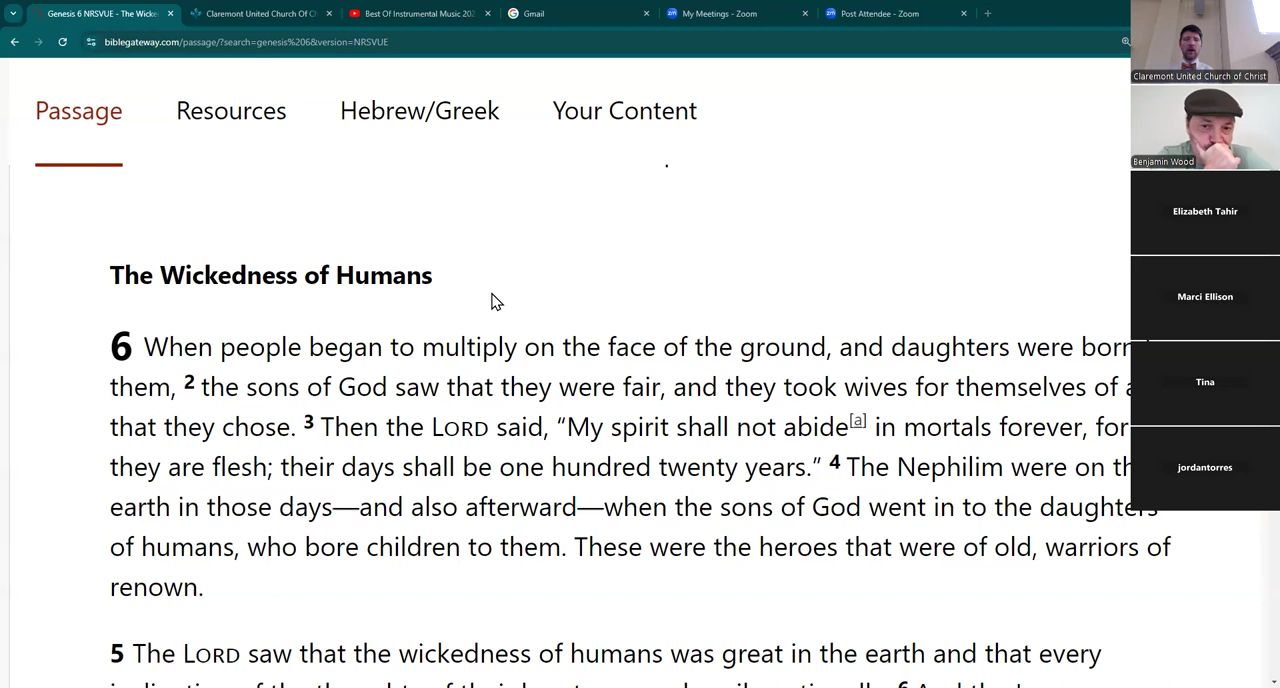 Genesis 6 NRSVUE - The Wicke
Claremont United Church Of C
Best Of Instrumental Music 202
Gmail
My Meetings - Zoom
Post Attendee - Zoom
biblegateway.com/passage/?search=genesis%206&version=NRSVUE
Claremont United Church of Christ
Benjamin Wood
Elizabeth Tahir
Marci Ellison
Tina
jordantorres
Passage Resources Hebrew/Greek Your Content
The Wickedness of Humans
6 When people began to multiply on the face of the ground, and daughters were born
them, 2 the sons of God saw that they were fair, and they took wives for themselves of
that they chose. 3 Then the LORD said, “My spirit shall not abide[a] in mortals forever, for
they are flesh; their days shall be one hundred twenty years.” 4 The Nephilim were on
earth in those days—and also afterward—when the sons of God went in to the daughters
of humans, who bore children to them. These were the heroes that were of old, warriors of
renown.
5 The LORD saw that the wickedness of humans was great in the earth and that every